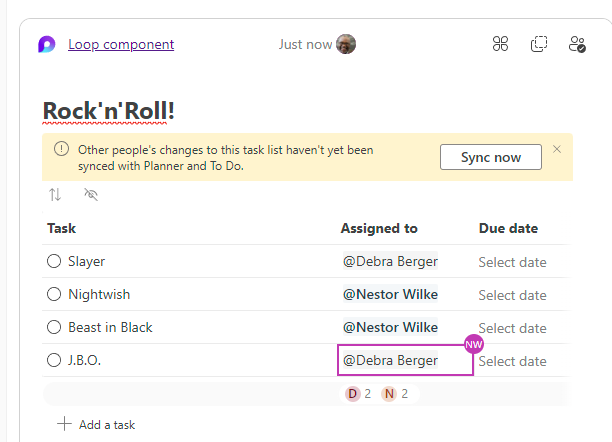 Loop component
Just now
Rock'n'Roll!
Other people's changes to this task list haven't yet been
synced with Planner and To Do.
Sync now
Task Assigned to Due date
Slayer @Debra Berger Select date
Nightwish @Nestor Wilke Select date
Beast in Black @Nestor Wilke Select date
NW
J.B.O. @Debra Berger Select date
D 2 N 2
Add a task